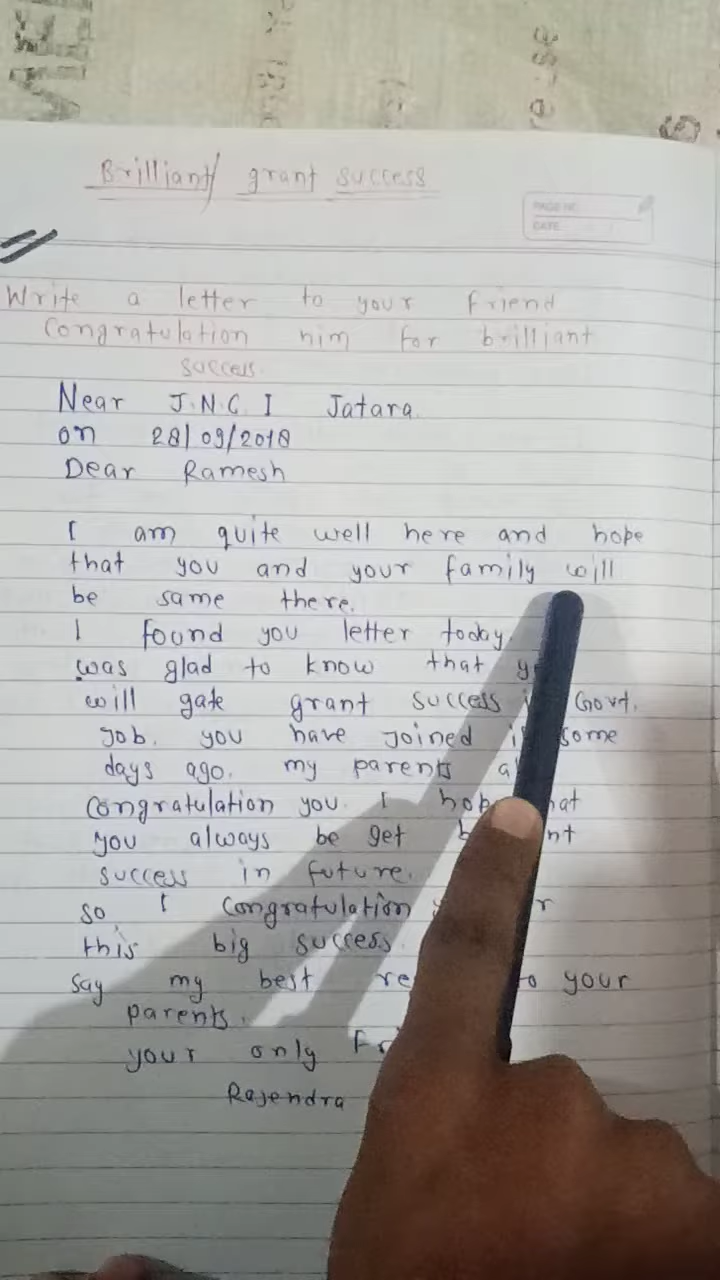 Brilliant/ grant success
PAGE NO.
DATE
Write a letter to your friend
Congratulation him for brilliant
success.
Near J.N.C I Jatara.
on 28/09/2018
Dear Ramesh
I am quite well here and hope
that you and your family will
be same there.
I found you letter today.
was glad to know that
will gate grant success Govt.
Job. you have joined some
days ago. my parents
Congratulation you. I
you always be get
success in future.
so, I Congratulation
this big success.
say my best to your
parents.
your only
Rajendra